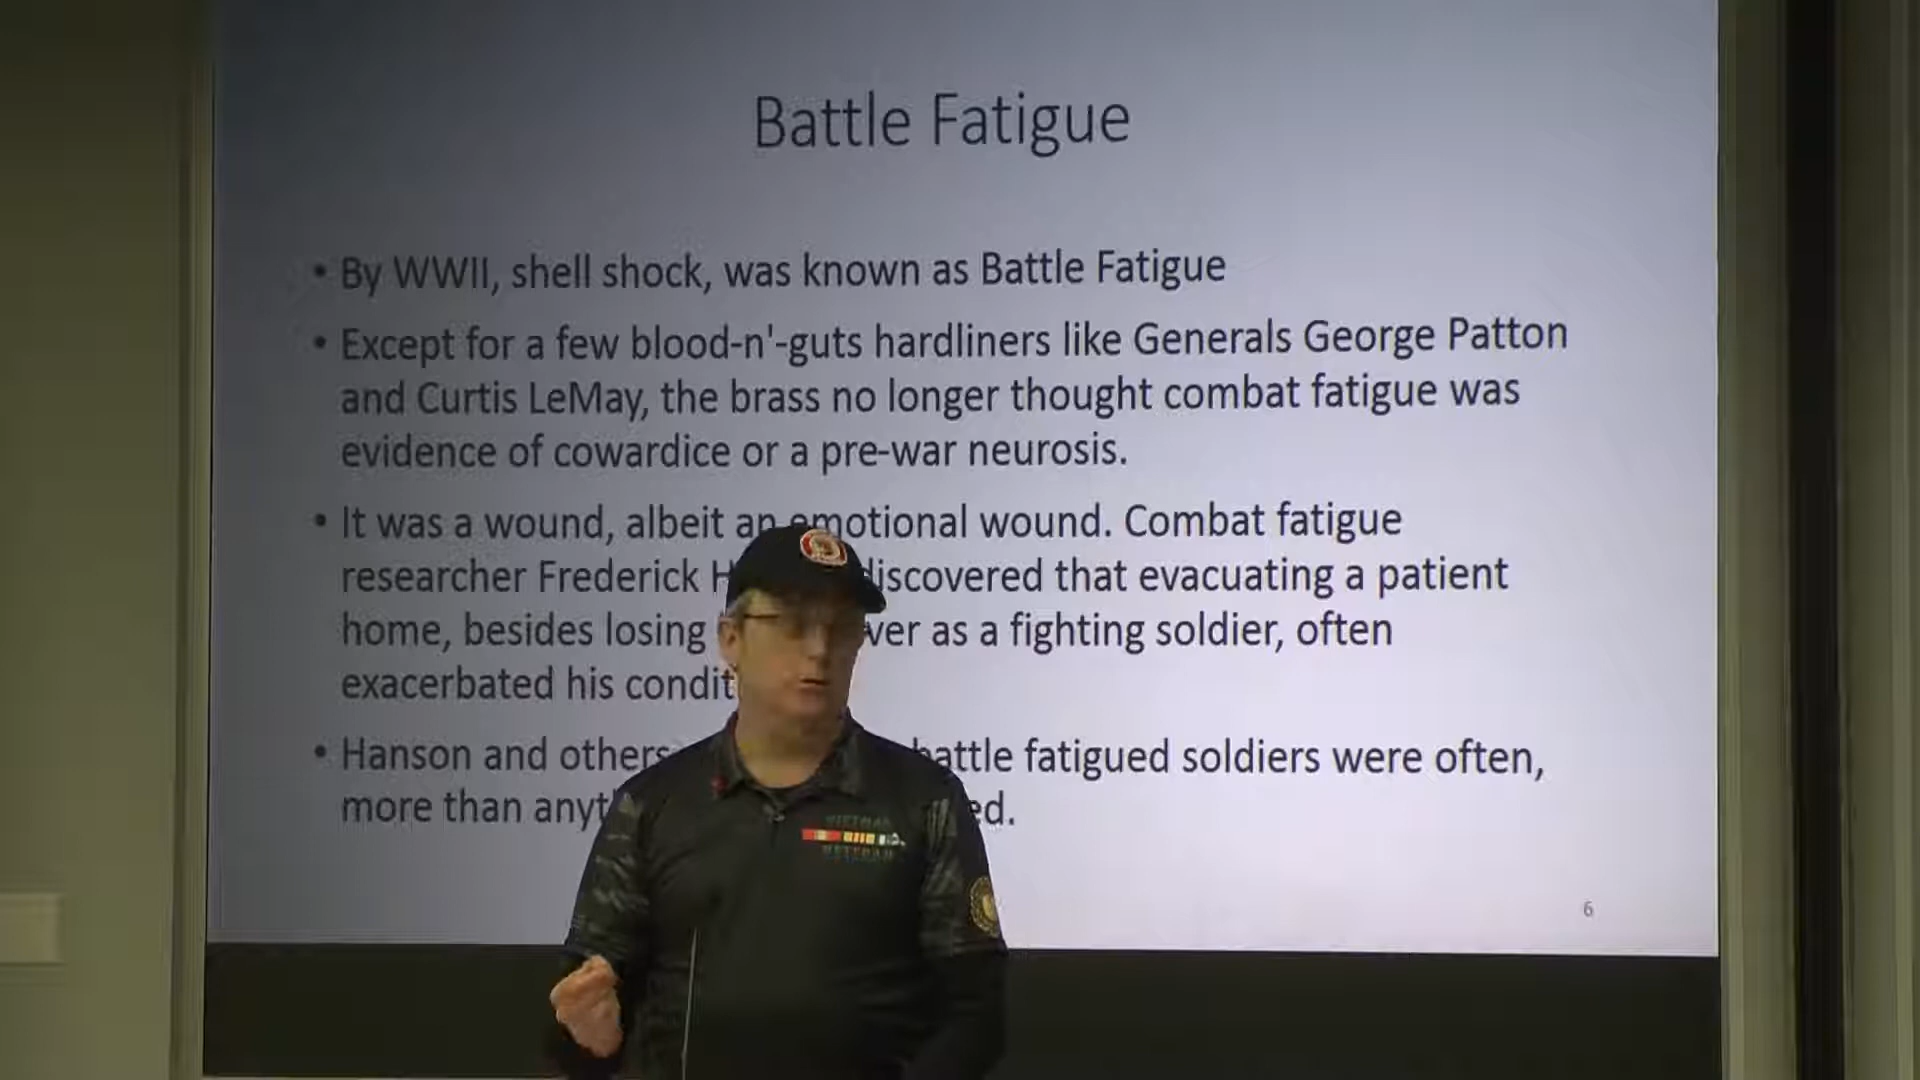 Battle Fatigue
• By WWII, shell shock, was known as Battle Fatigue
• Except for a few blood-n'-guts hardliners like Generals George Patton
and Curtis LeMay, the brass no longer thought combat fatigue was
evidence of cowardice or a pre-war neurosis.
• It was a wound, albeit an emotional wound. Combat fatigue
researcher Frederick discovered that evacuating a patient
home, besides losing as a fighting soldier, often
exacerbated his
• Hanson and others battle fatigued soldiers were often,
more than
VIETNAM
VETERAN
6